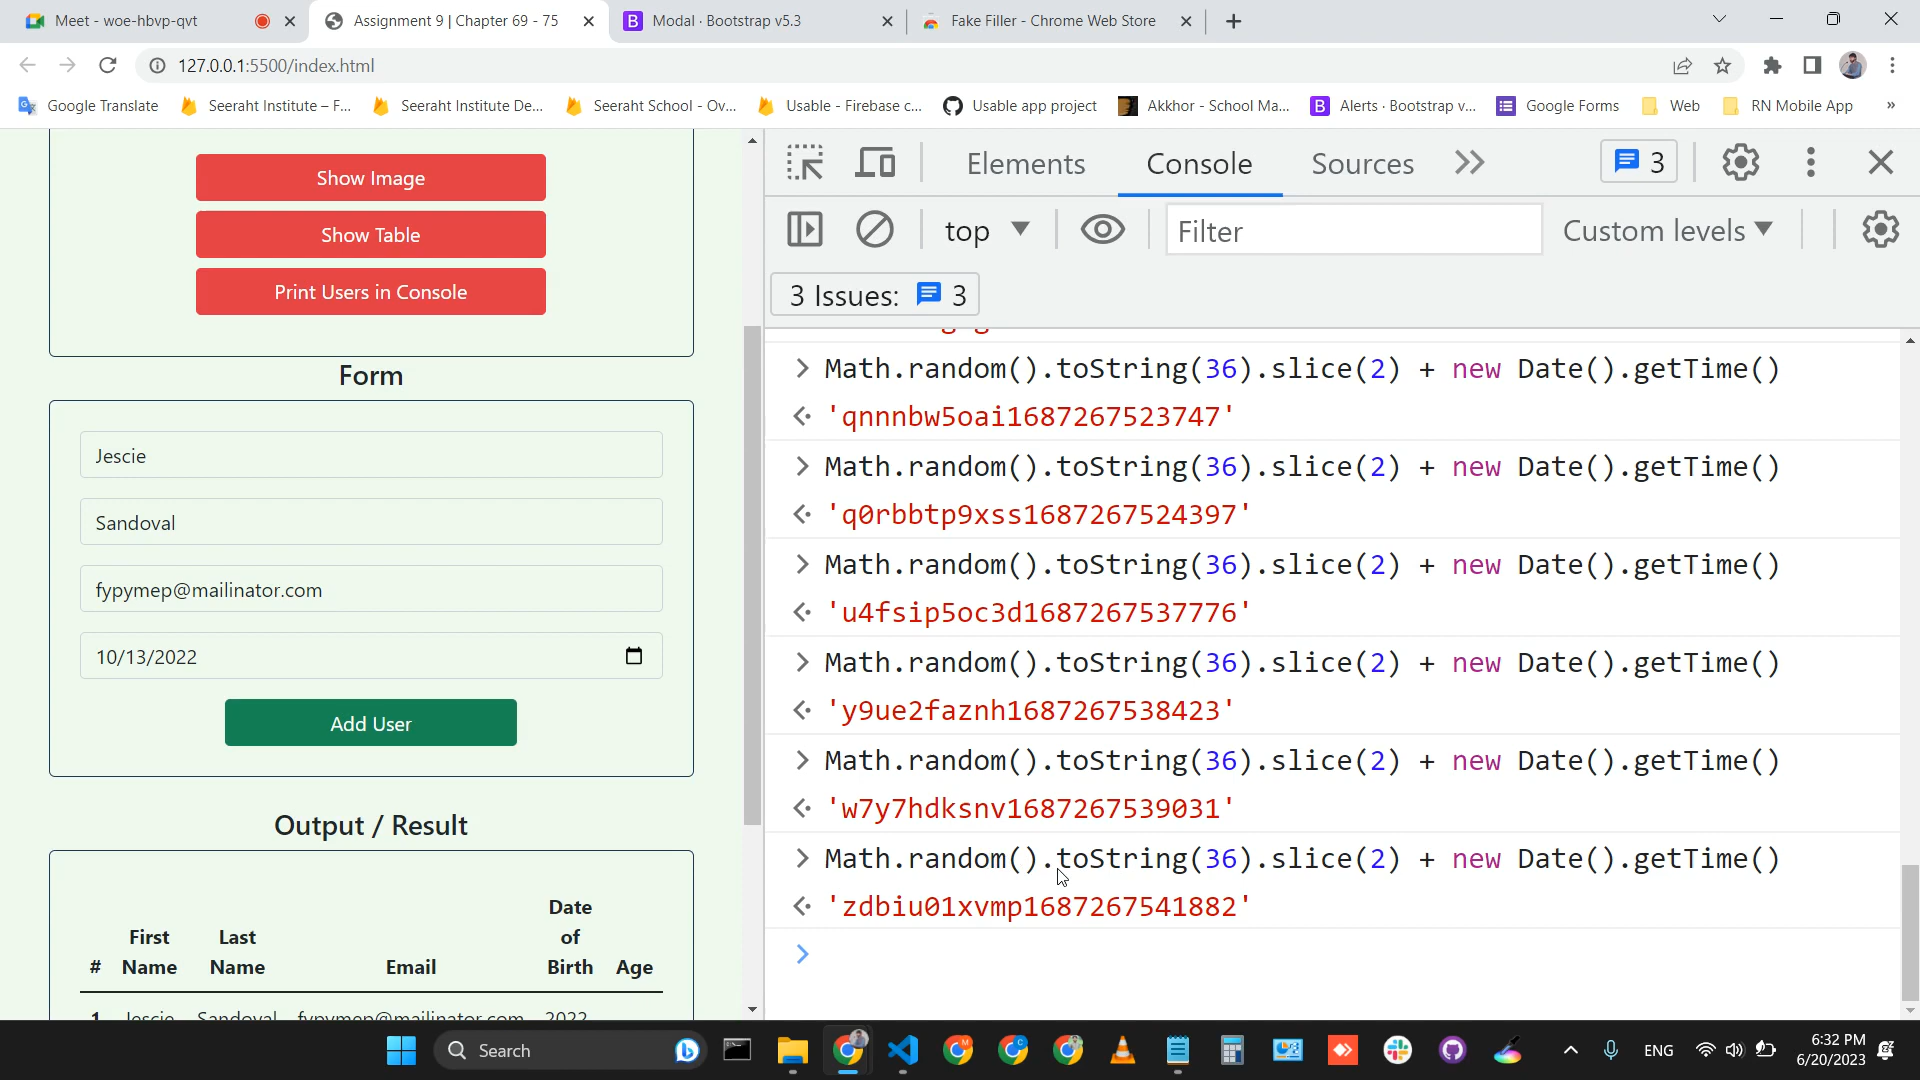 Meet - woe-hbvp-qvt
Assignment 9 | Chapter 69 - 75
Modal · Bootstrap v5.3
Fake Filler - Chrome Web Store
127.0.0.1:5500/index.html
Google Translate
Seeraht Institute – F...
Seeraht Institute De...
Seeraht School - Ov...
Usable - Firebase c...
Usable app project
Akkhor - School Ma...
Alerts · Bootstrap v...
Google Forms
Web
RN Mobile App
»
Show Image
Show Table
Print Users in Console
Form
Jescie
Sandoval
fypymep@mailinator.com
10/13/2022
Add User
Output / Result
# First Name Last Name Email Date of Birth Age
1 Jescie Sandoval fypymep@mailinator.com 2022
Elements
Console
Sources
3
top
Filter
Custom levels
3 Issues: 3
Math.random().toString(36).slice(2) + new Date().getTime()
'qnnnbw5oai1687267523747'
Math.random().toString(36).slice(2) + new Date().getTime()
'q0rbbtp9xss1687267524397'
Math.random().toString(36).slice(2) + new Date().getTime()
'u4fsip5oc3d1687267537776'
Math.random().toString(36).slice(2) + new Date().getTime()
'y9ue2faznh1687267538423'
Math.random().toString(36).slice(2) + new Date().getTime()
'w7y7hdksnv1687267539031'
Math.random().toString(36).slice(2) + new Date().getTime()
'zdbiu01xvmp1687267541882'
Search
ENG
6:32 PM
6/20/2023